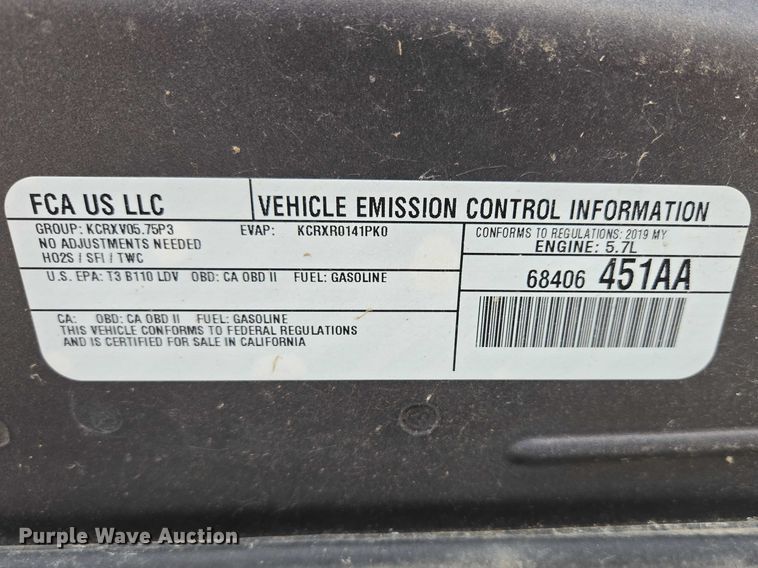 FCA US LLC
VEHICLE EMISSION CONTROL INFORMATION
GROUP: KCRXV05.75P3 EVAP: KCRXR0141PK0
NO ADJUSTMENTS NEEDED
HO2S / SFI / TWC
CONFORMS TO REGULATIONS: 2019 MY
ENGINE: 5.7L
U.S. EPA: T3 B110 LDV OBD: CA OBD II FUEL: GASOLINE
68406 451AA
CA: OBD: CA OBD II FUEL: GASOLINE
THIS VEHICLE CONFORMS TO FEDERAL REGULATIONS
AND IS CERTIFIED FOR SALE IN CALIFORNIA
Purple Wave Auction®